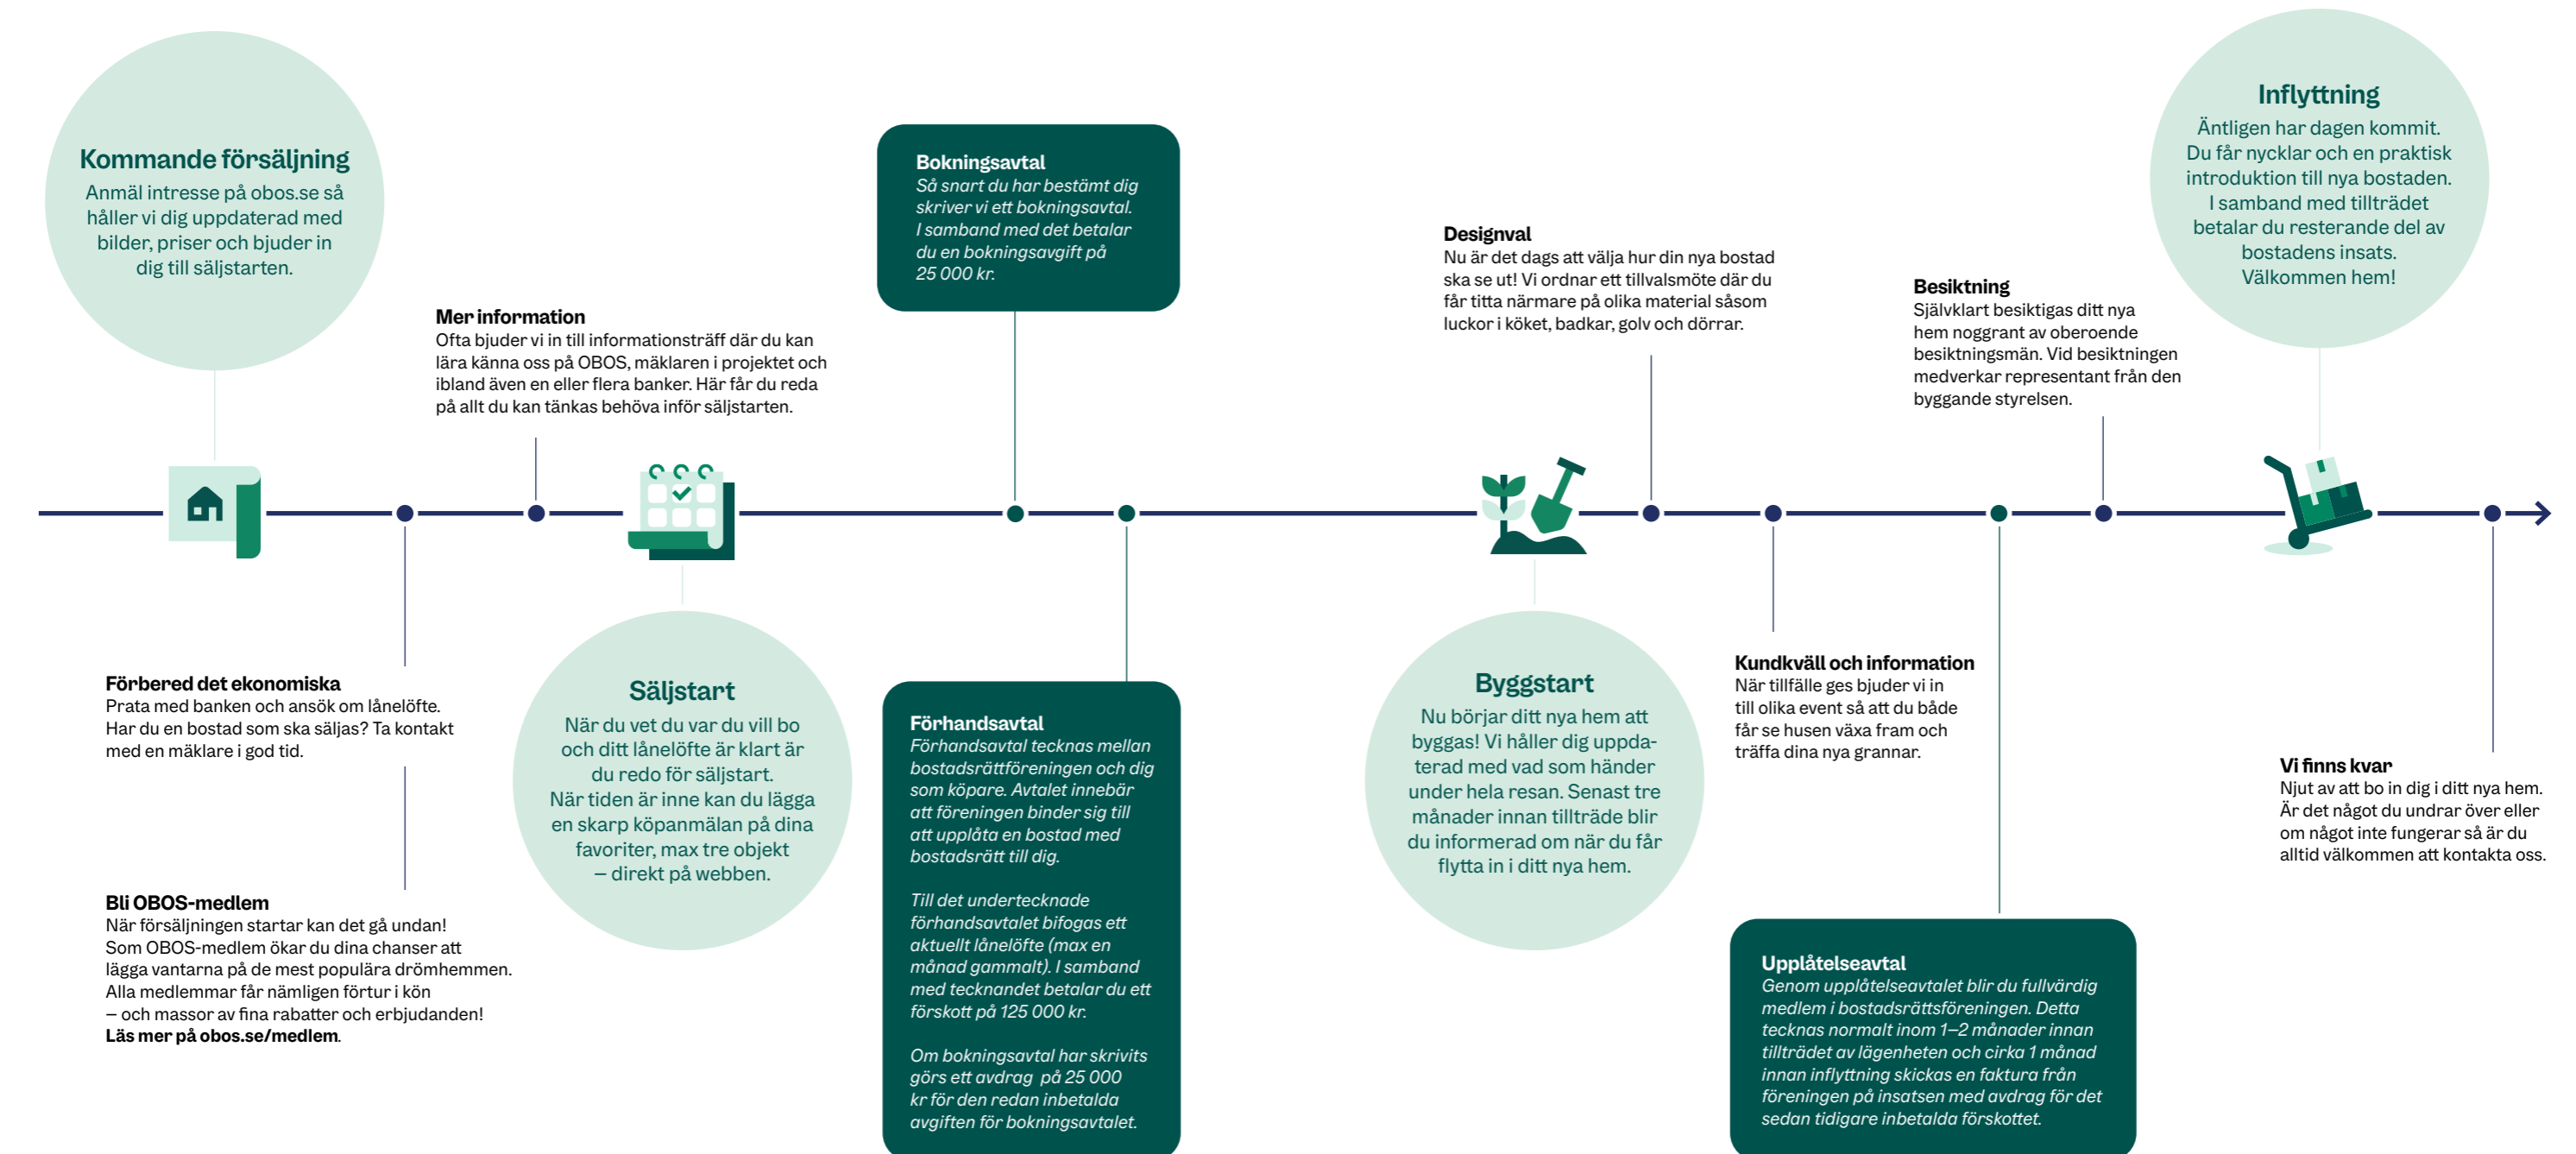 Kommande försäljning
Anmäl intresse på obos.se så
håller vi dig uppdaterad med
bilder, priser och bjuder in
dig till säljstarten.
Förbered det ekonomiska
Prata med banken och ansök om lånelöfte.
Har du en bostad som ska säljas? Ta kontakt
med en mäklare i god tid.
Bli OBOS-medlem
När försäljningen startar kan det gå undan!
Som OBOS-medlem ökar du dina chanser att
lägga vantarna på de mest populära drömhemmen.
Alla medlemmar får nämligen förtur i kön
– och massor av fina rabatter och erbjudanden!
Läs mer på obos.se/medlem.
Mer information
Ofta bjuder vi in till informationsträff där du kan
lära känna oss på OBOS, mäklaren i projektet och
ibland även en eller flera banker. Här får du reda
på allt du kan tänkas behöva inför säljstarten.
Säljstart
När du vet du var du vill bo
och ditt lånelöfte är klart är
du redo för säljstart.
När tiden är inne kan du lägga
en skarp köpanmälan på dina
favoriter, max tre objekt
– direkt på webben.
Bokningsavtal
Så snart du har bestämt dig
skriver vi ett bokningsavtal.
I samband med det betalar
du en bokningsavgift på
25 000 kr.
Förhandsavtal
Förhandsavtal tecknas mellan
bostadsrättföreningen och dig
som köpare. Avtalet innebär
att föreningen binder sig till
att upplåta en bostad med
bostadsrätt till dig.
Till det undertecknade
förhandsavtalet bifogas ett
aktuellt lånelöfte (max en
månad gammalt). I samband
med tecknandet betalar du ett
förskott på 125 000 kr.
Om bokningsavtal har skrivits
görs ett avdrag på 25 000
kr för den redan inbetalda
avgiften för bokningsavtalet.
Byggstart
Nu börjar ditt nya hem att
byggas! Vi håller dig uppda-
terad med vad som händer
under hela resan. Senast tre
månader innan tillträde blir
du informerad om när du får
flytta in i ditt nya hem.
Designval
Nu är det dags att välja hur din nya bostad
ska se ut! Vi ordnar ett tillvalsmöte där du
får titta närmare på olika material såsom
luckor i köket, badkar, golv och dörrar.
Kundkväll och information
När tillfälle ges bjuder vi in
till olika event så att du både
får se husen växa fram och
träffa dina nya grannar.
Upplåtelseavtal
Genom upplåtelseavtalet blir du fullvärdig
medlem i bostadsrättsföreningen. Detta
tecknas normalt inom 1–2 månader innan
tillträdet av lägenheten och cirka 1 månad
innan inflyttning skickas en faktura från
föreningen på insatsen med avdrag för det
sedan tidigare inbetalda förskottet.
Besiktning
Självklart besiktigas ditt nya
hem noggrant av oberoende
besiktningsmän. Vid besiktningen
medverkar representant från den
byggande styrelsen.
Inflyttning
Äntligen har dagen kommit.
Du får nycklar och en praktisk
introduktion till nya bostaden.
I samband med tillträdet
betalar du resterande del av
bostadens insats.
Välkommen hem!
Vi finns kvar
Njut av att bo in dig i ditt nya hem.
Är det något du undrar över eller
om något inte fungerar så är du
alltid välkommen att kontakta oss.